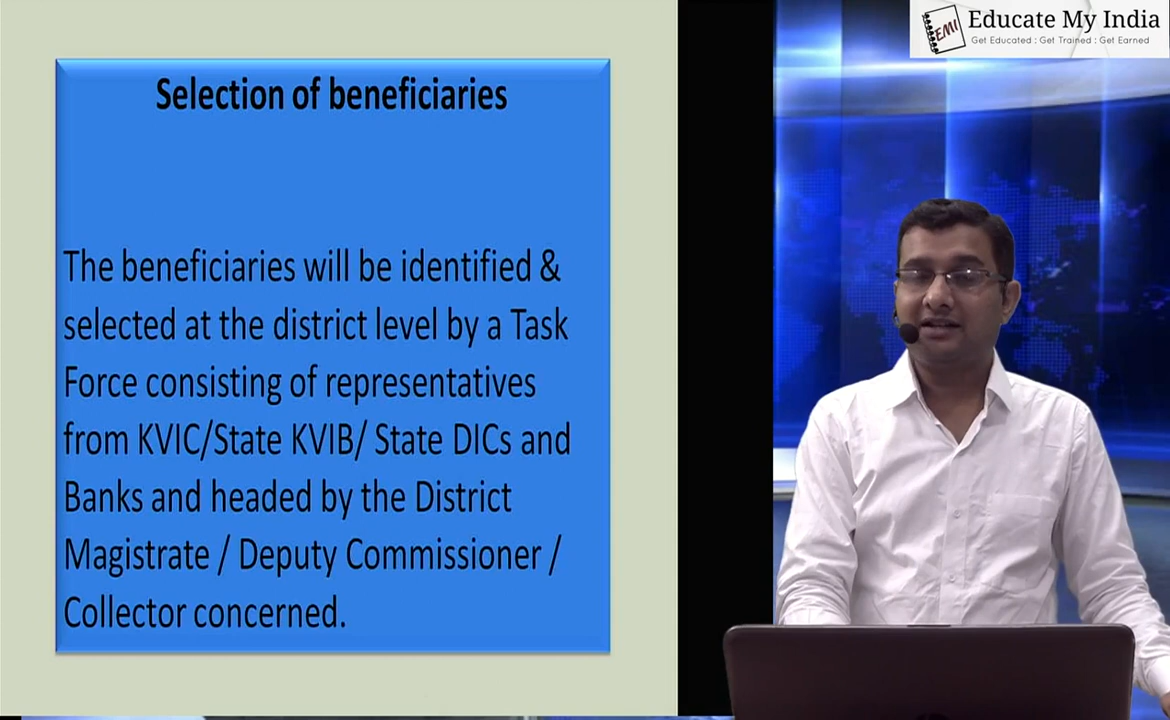 Selection of beneficiaries
The beneficiaries will be identified &
selected at the district level by a Task
Force consisting of representatives
from KVIC/State KVIB/ State DICs and
Banks and headed by the District
Magistrate / Deputy Commissioner /
Collector concerned.
EMI
Educate My India
Get Educated : Get Trained : Get Earned